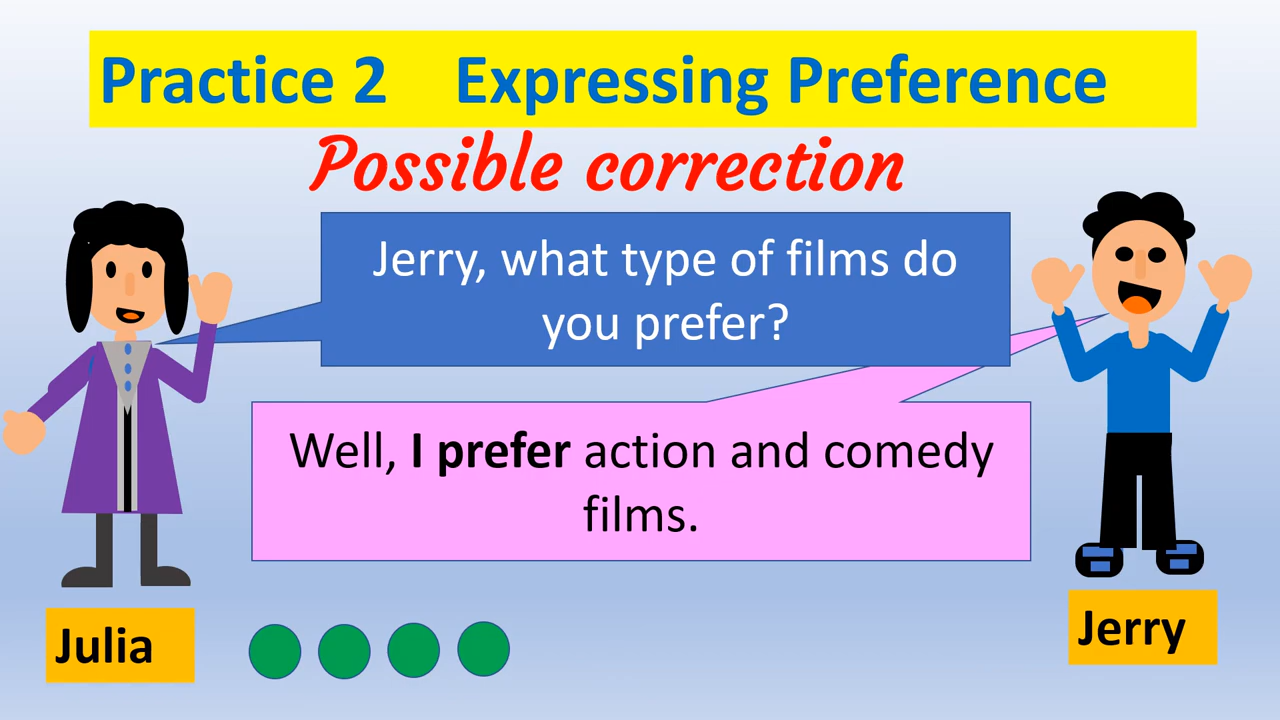 Practice 2 Expressing Preference
Possible correction
Jerry, what type of films do
you prefer?
Well, I prefer action and comedy
films.
Julia
Jerry